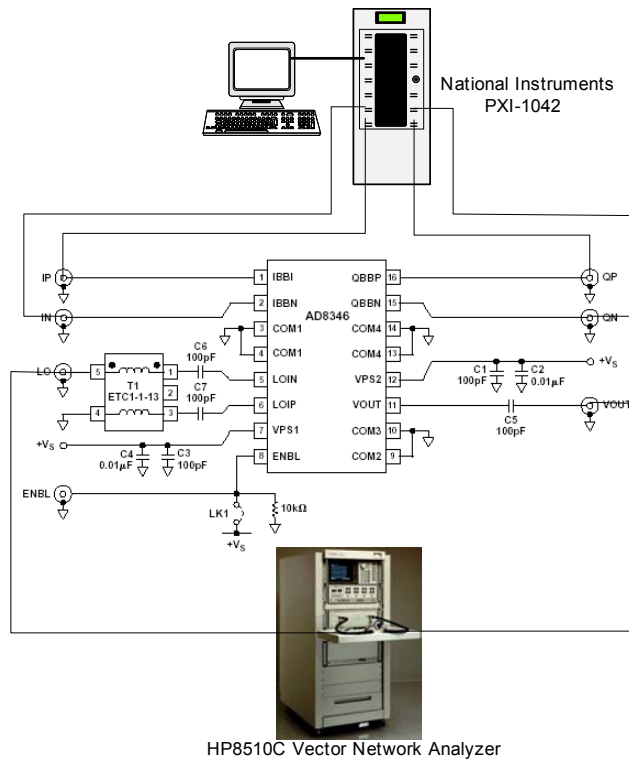 National Instruments
PXI-1042
IP
1 IBBI
QBBP 16
QP
IN
2 IBBN
AD8346
QBBN 15
QN
3 COM1
COM4 14
C6
100pF
4 COM1
COM4 13
LO
5
1
5 LOIN
C1
100pF
C2
0.01µF
+VS
VPS2 12
T1
ETC1-1-13
2
C7
100pF
4
3
6 LOIP
VOUT 11
VOUT
C5
100pF
+VS
7 VPS1
COM3 10
C4
0.01µF
C3
100pF
8 ENBL
COM2 9
ENBL
LK1
10kΩ
+VS
HP8510C Vector Network Analyzer